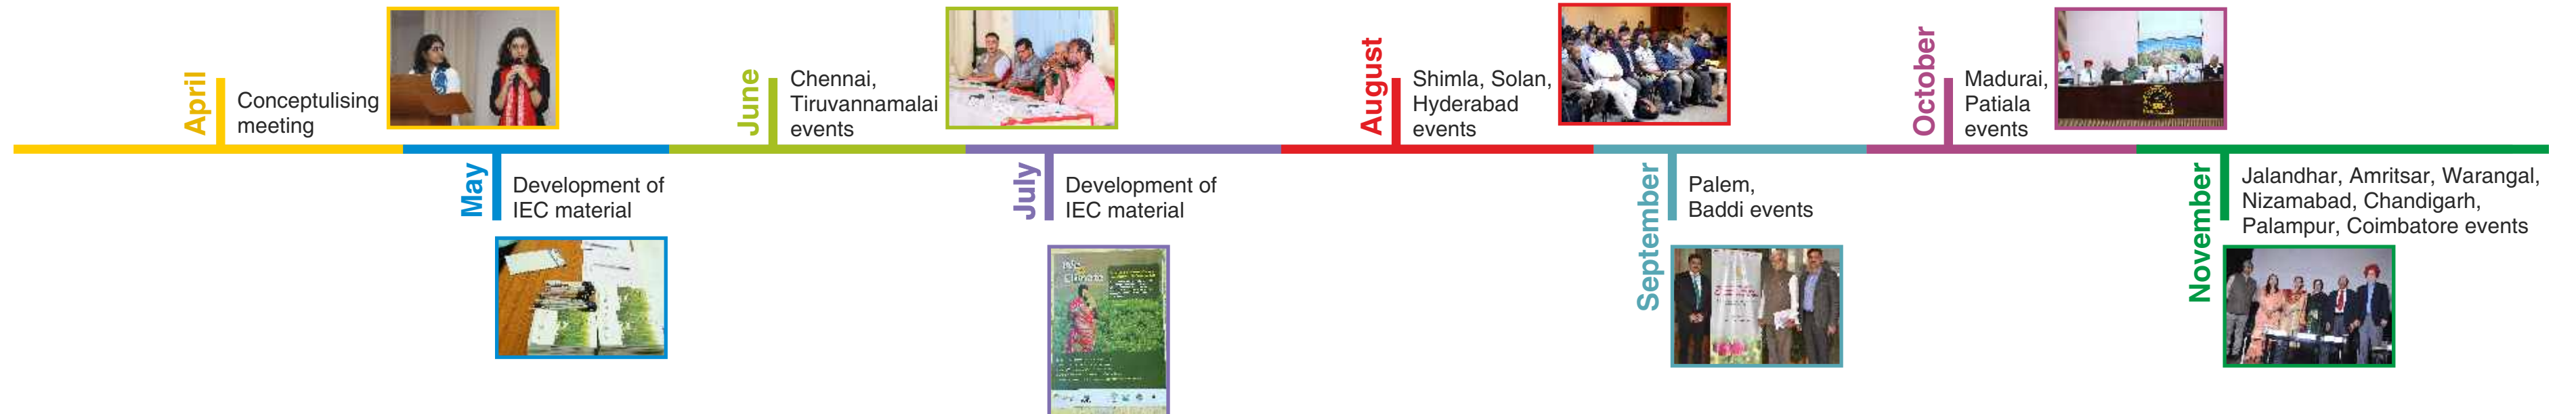 April
Conceptulising
meeting
May
Development of
IEC material
June
Chennai,
Tiruvannamalai
events
July
Development of
IEC material
August
Shimla, Solan,
Hyderabad
events
September
Palem,
Baddi events
October
Madurai,
Patiala
events
November
Jalandhar, Amritsar, Warangal,
Nizamabad, Chandigarh,
Palampur, Coimbatore events